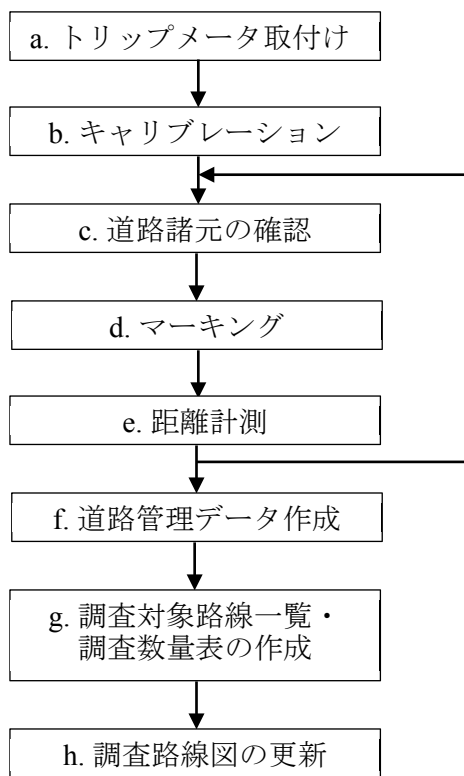 a. トリップメータ取付け
b. キャリブレーション
c. 道路諸元の確認
d. マーキング
e. 距離計測
f. 道路管理データ作成
g. 調査対象路線一覧・
調査数量表の作成
h. 調査路線図の更新